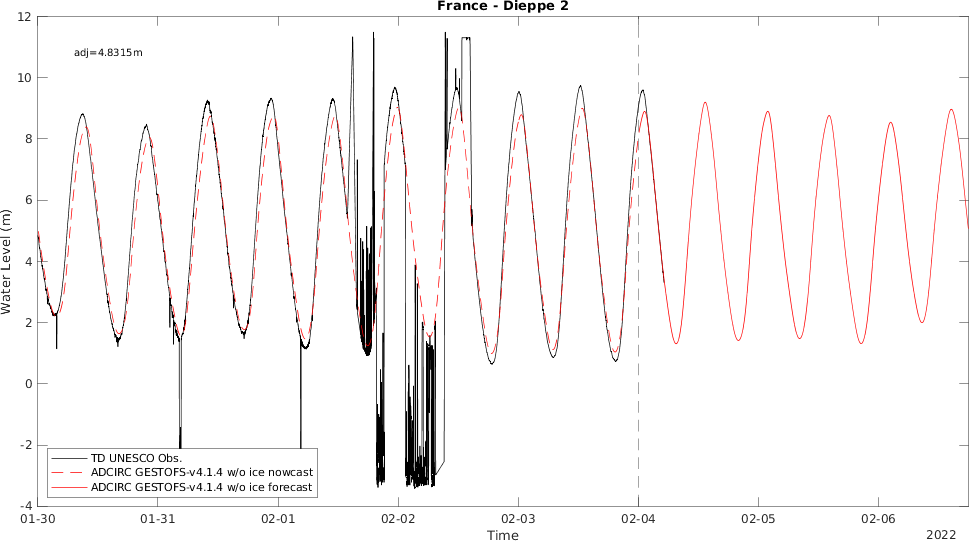 France - Dieppe 2
adj=4.8315m
12
10
8
6
4
2
0
-2
-4
Water Level (m)
TD UNESCO Obs.
ADCIRC GESTOFS-v4.1.4 w/o ice nowcast
ADCIRC GESTOFS-v4.1.4 w/o ice forecast
01-30 01-31 02-01 02-02 02-03 02-04 02-05 02-06
Time
2022